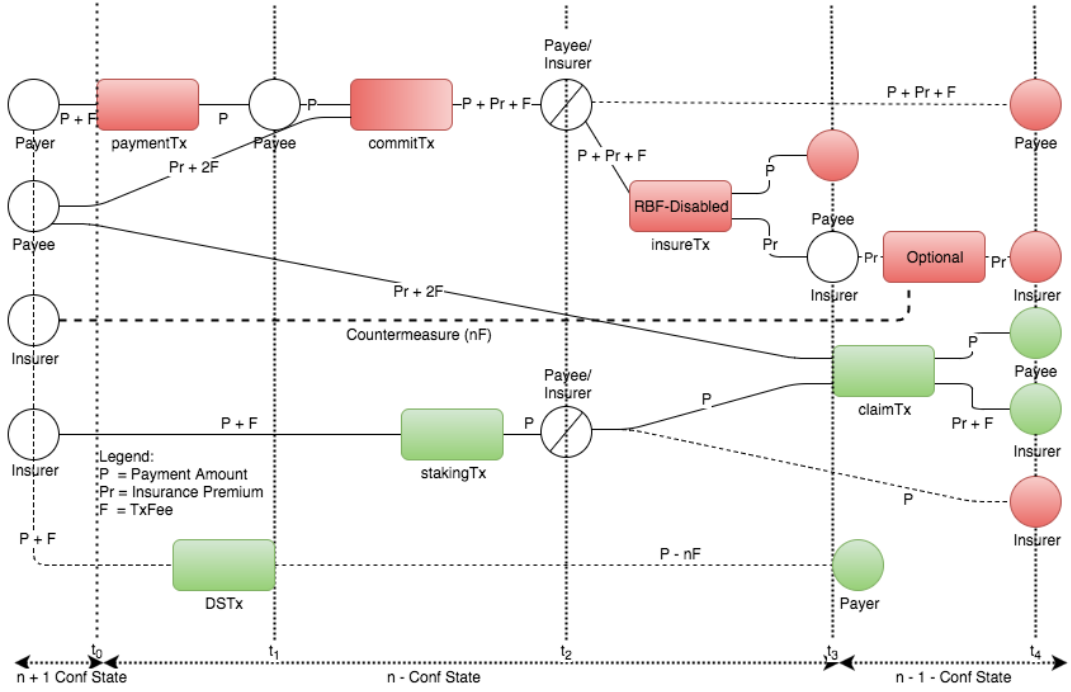 Payee/
Insurer
P + F
P
P
P + Pr + F
P + Pr + F
Payer
paymentTx
Payee
commitTx
Payee
Pr + 2F
P + Pr + F
P
RBF-Disabled
insureTx
Payee
Payee
Pr
Pr
Optional
Pr
Insurer
Insurer
Pr + 2F
Countermeasure (nF)
Insurer
P
Payee
Payee/
Insurer
P
claimTx
P + F
P
Pr + F
Insurer
Insurer
stakingTx
Legend:
P = Payment Amount
Pr = Insurance Premium
F = TxFee
P
Insurer
P + F
P - nF
DSTx
Payer
t0
t1
t2
t3
t4
n + 1 Conf State
n - Conf State
n - 1 - Conf State